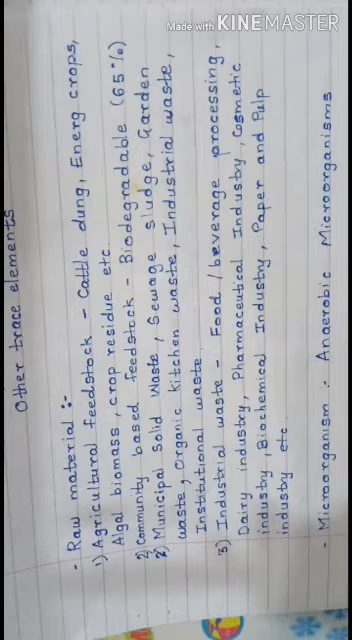 Made with KINEMASTER
Other trace elements
- Raw material :-
1) Agricultural feedstock - Cattle dung, Energ crops,
Algal biomass, crop residue etc.
2) Community based feedstock - Biodegradable (65%)
2) Municipal Solid Waste, Sewage sludge, Garden
waste, organic kitchen waste, Industrial waste,
Institutional waste.
3) Industrial waste - Food / beverage processing,
Dairy industry, Pharmaceutical Industry, Cosmetic
industry, Biochemical Industry, Paper and Pulp
industry etc.
- Microorganism :- Anaerobic Microorganisms